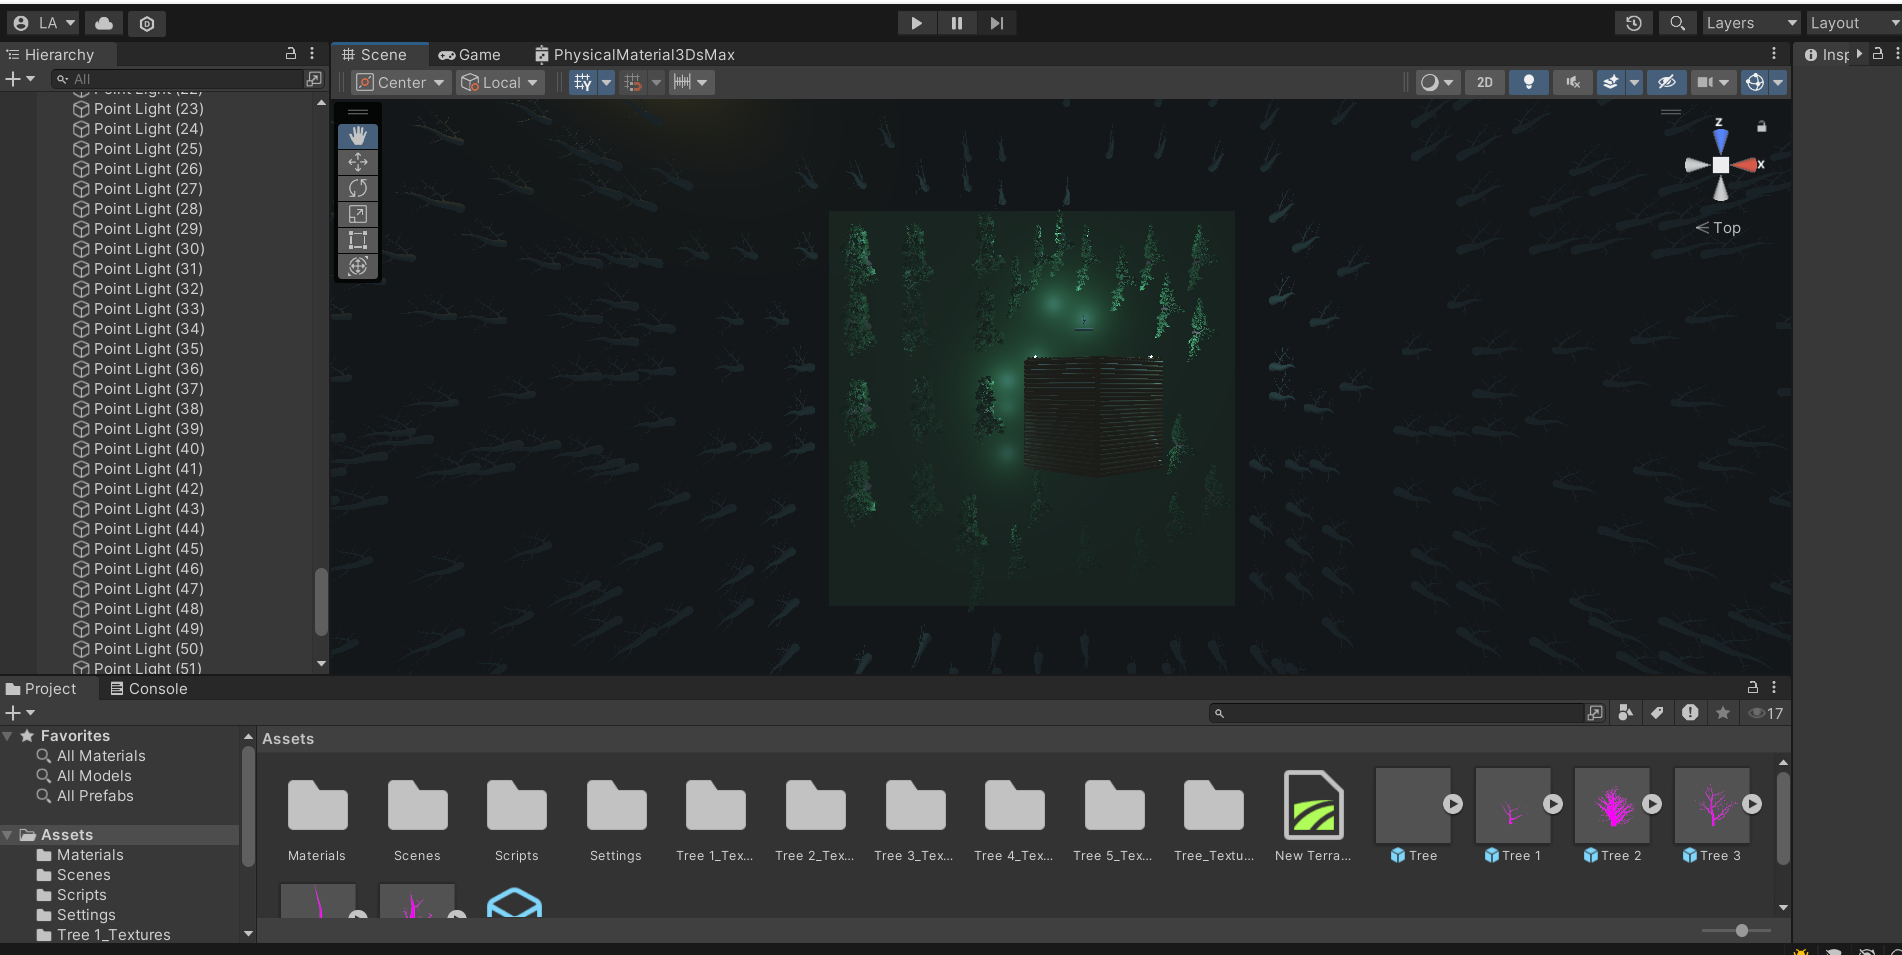 LA
Layers
Layout
Hierarchy
Scene
Game
PhysicalMaterial3DsMax
Insp
All
Center
Local
2D
Point Light (22)
Point Light (23)
Point Light (24)
Point Light (25)
Point Light (26)
Point Light (27)
Point Light (28)
Point Light (29)
Point Light (30)
Point Light (31)
Point Light (32)
Point Light (33)
Point Light (34)
Point Light (35)
Point Light (36)
Point Light (37)
Point Light (38)
Point Light (39)
Point Light (40)
Point Light (41)
Point Light (42)
Point Light (43)
Point Light (44)
Point Light (45)
Point Light (46)
Point Light (47)
Point Light (48)
Point Light (49)
Point Light (50)
Point Light (51)
z
x
Top
Project
Console
17
Favorites
All Materials
All Models
All Prefabs
Assets
Materials
Scenes
Scripts
Settings
Tree 1_Textures
Assets
Materials
Scenes
Scripts
Settings
Tree 1_Tex...
Tree 2_Tex...
Tree 3_Tex...
Tree 4_Tex...
Tree 5_Tex...
Tree_Textu...
New Terra...
Tree
Tree 1
Tree 2
Tree 3